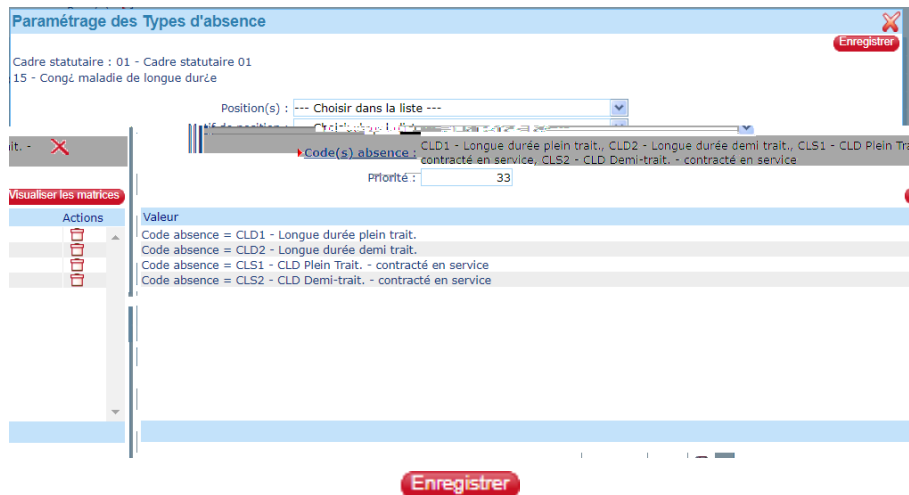 Paramétrage des Types d'absence
Enregistrer
Cadre statutaire : 01 - Cadre statutaire 01
15 - Congé maladie de longue durée
Position(s) : --- Choisir dans la liste ---
it. -
Code(s) absence : CLD1 - Longue durée plein trait., CLD2 - Longue durée demi trait., CLS1 - CLD Plein Tra
contracté en service, CLS2 - CLD Demi-trait. - contracté en service
Priorité : 33
Visualiser les matrices
Actions Valeur
Code absence = CLD1 - Longue durée plein trait.
Code absence = CLD2 - Longue durée demi trait.
Code absence = CLS1 - CLD Plein Trait. - contracté en service
Code absence = CLS2 - CLD Demi-trait. - contracté en service
Enregistrer